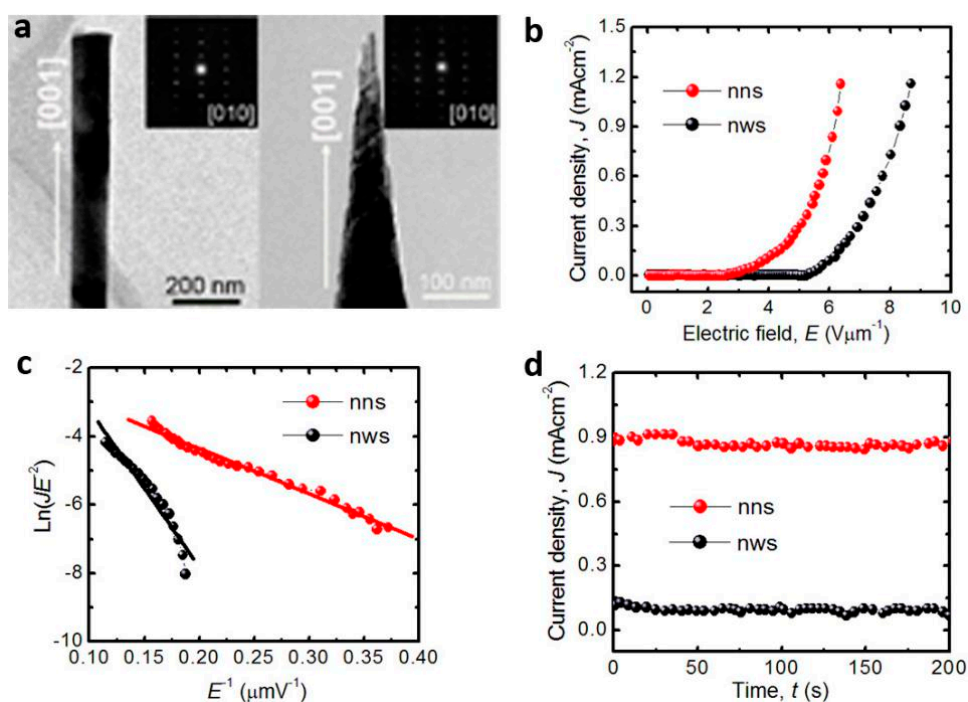 a
[001]
[010]
200 nm
[001]
[010]
100 nm
b
Current density, J (mAcm⁻²)
1.5
1.2
0.9
0.6
0.3
0.0
nns
nws
0 2 4 6 8 10
Electric field, E (Vμm⁻¹)
c
Ln(JE⁻²)
-2
-4
-6
-8
-10
nns
nws
0.10 0.15 0.20 0.25 0.30 0.35 0.40
E⁻¹ (μmV⁻¹)
d
Current density, J (mAcm⁻²)
1.2
0.9
0.6
0.3
0.0
nns
nws
0 50 100 150 200
Time, t (s)